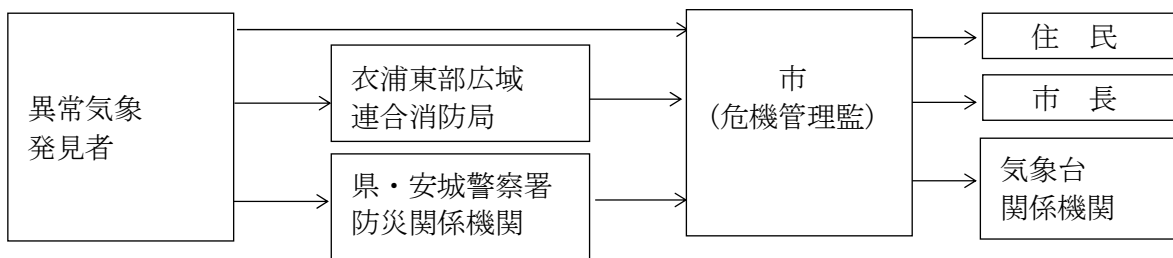 異常気象
発見者
衣浦東部広域
連合消防局
県・安城警察署
防災関係機関
市
(危機管理監)
住　民
市　長
気象台
関係機関